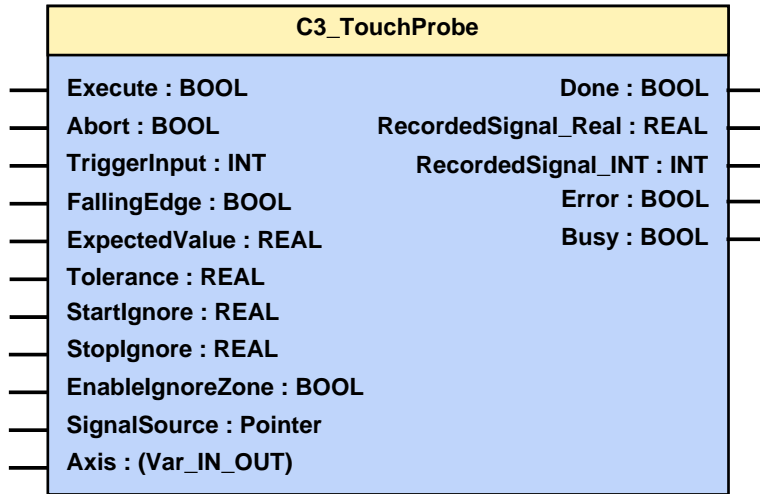 C3_TouchProbe
Execute : BOOL Done : BOOL
Abort : BOOL RecordedSignal_Real : REAL
TriggerInput : INT RecordedSignal_INT : INT
FallingEdge : BOOL Error : BOOL
ExpectedValue : REAL Busy : BOOL
Tolerance : REAL
StartIgnore : REAL
StopIgnore : REAL
EnableIgnoreZone : BOOL
SignalSource : Pointer
Axis : (Var_IN_OUT)